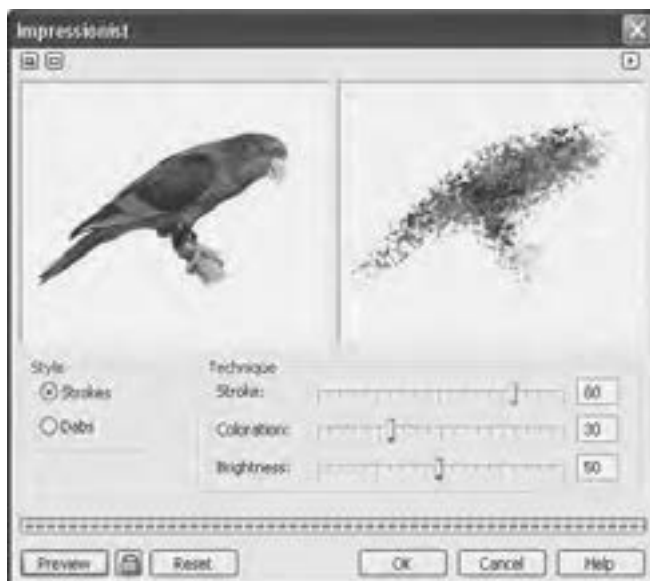 Impressionist
Style
Strokes
Dabs
Technique
Stroke: 80
Coloration: 30
Brightness: 50
Preview Reset OK Cancel Help